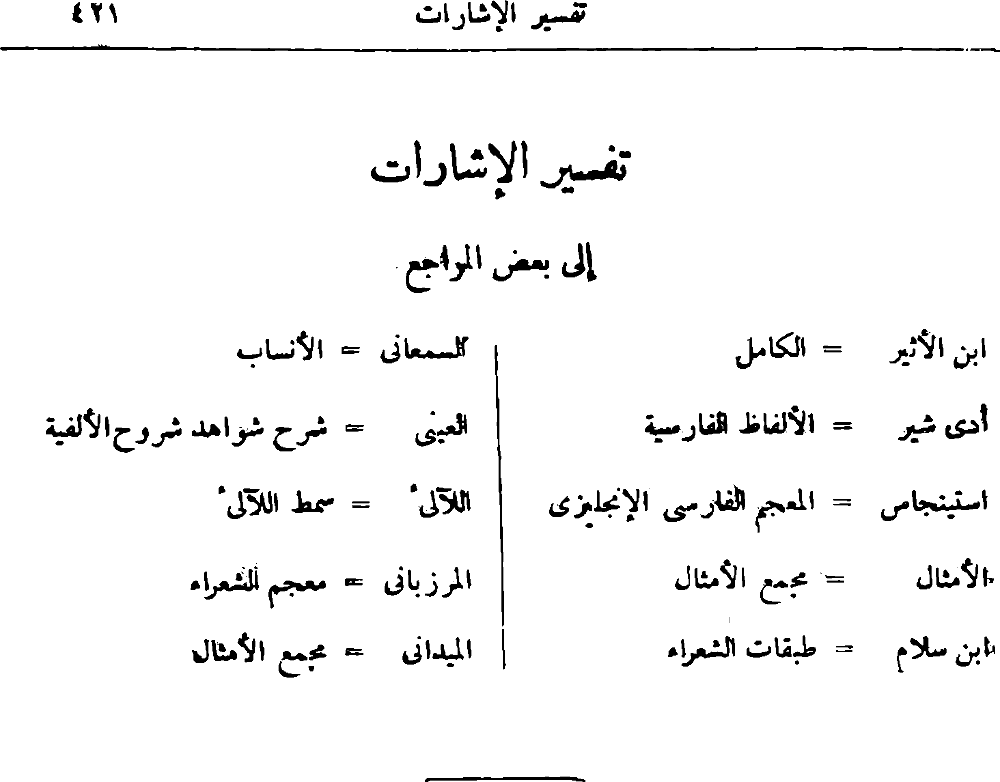 تفسير الإشارات ٤٢١
تفسير الإشارات
إلى بعض المراجع
ابن الأثير = الكامل
أدى شير = الألفاظ الفارسية
استينجاس = المعجم الفارسى الإنجليزى
الأمثال = مجمع الأمثال
ابن سلام = طبقات الشعراء
السمعانى = الأنساب
العينى = شرح شواهد شروح الألفية
اللآلىء = سمط اللآلىء
المرزبانى = معجم الشعراء
الميدانى = مجمع الأمثال